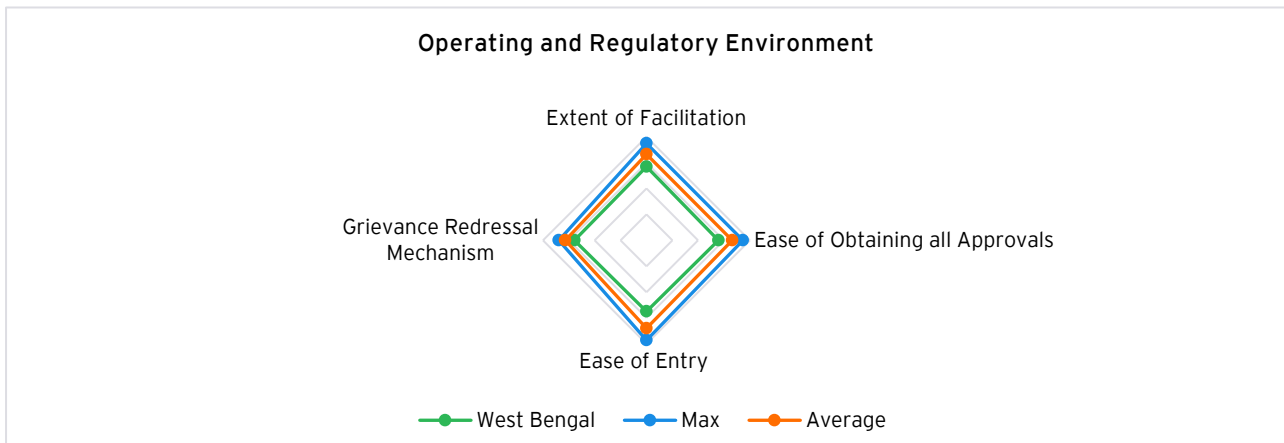 Operating and Regulatory Environment
Extent of Facilitation
Grievance Redressal
Mechanism
Ease of Obtaining all Approvals
Ease of Entry
West Bengal
Max
Average